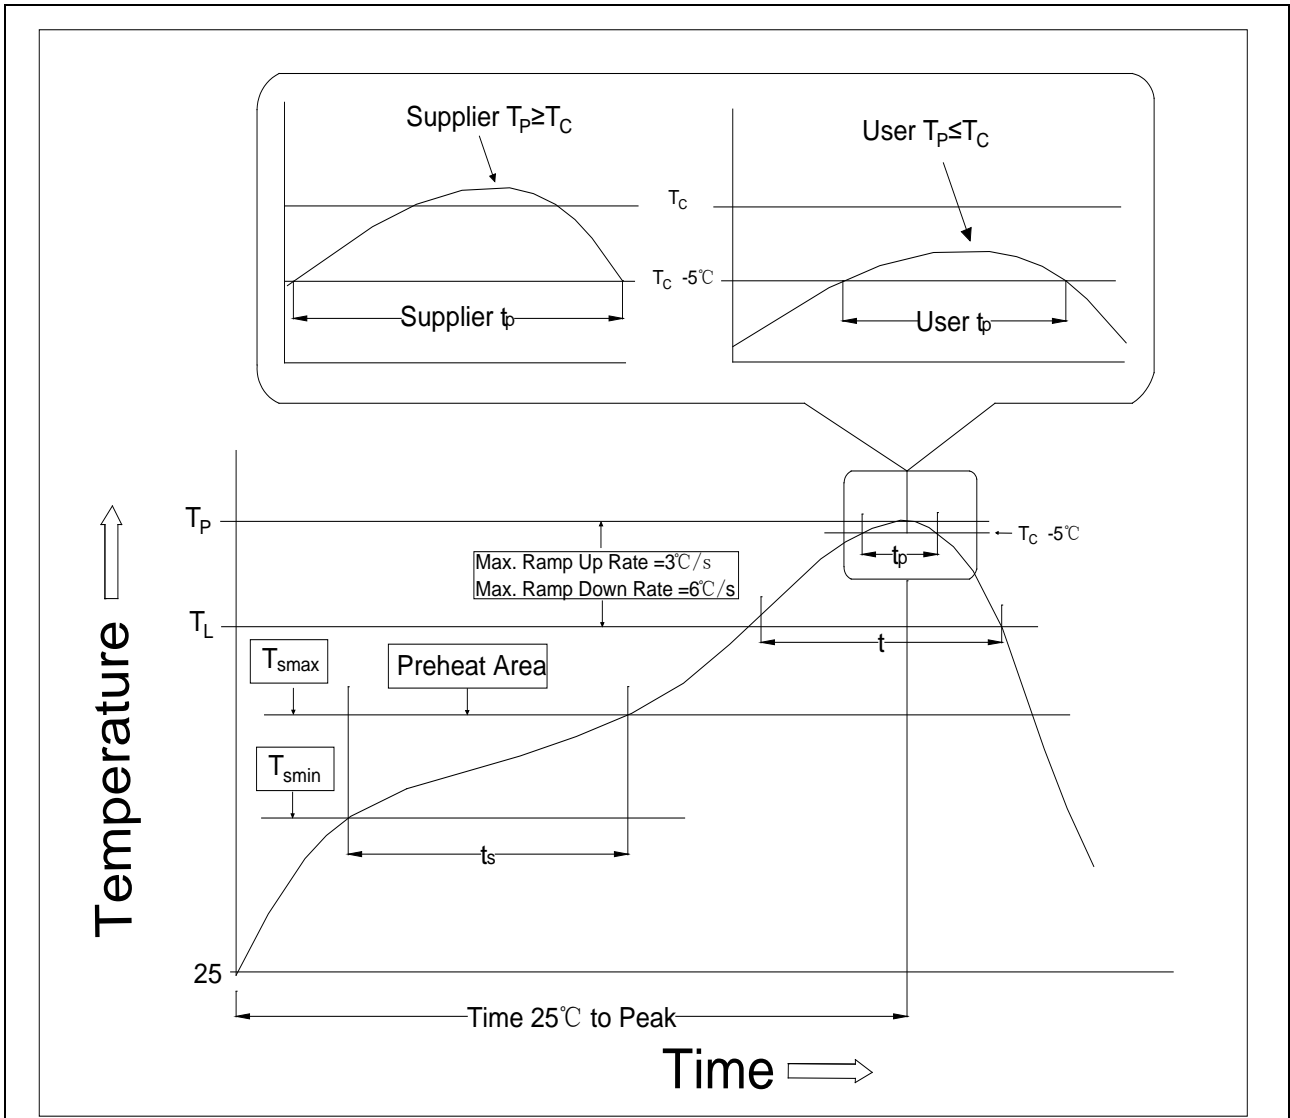 Supplier TP≥TC
User TP≤TC
TC
TC -5℃
Supplier tp
User tp
TP
TC -5℃
Max. Ramp Up Rate =3℃/s
Max. Ramp Down Rate =6℃/s
tp
TL
t
Tsmax
Preheat Area
Tsmin
ts
Temperature
25
Time 25℃ to Peak
Time